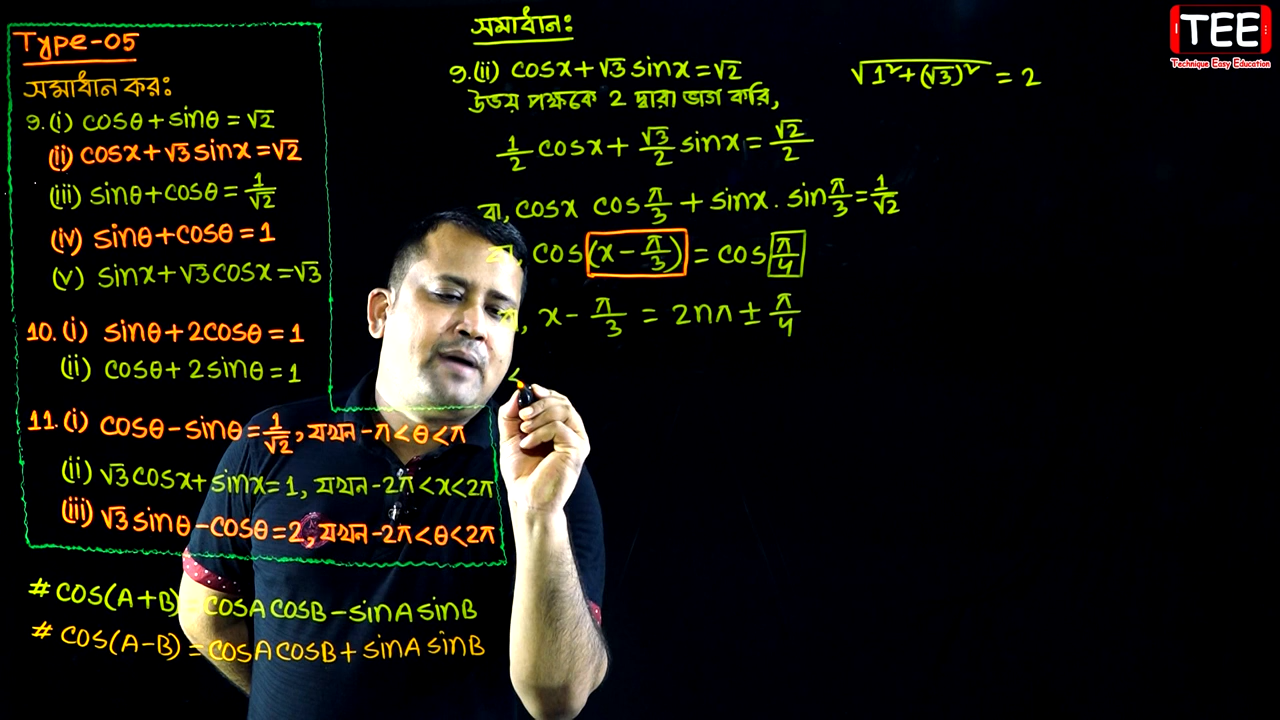 Type-05
সমাধান করঃ
9. (i) cosθ + sinθ = √2
(ii) cosx + √3 sinx = √2
(iii) sinθ + cosθ = 1/√2
(iv) sinθ + cosθ = 1
(v) sinx + √3 cosx = √3
10. (i) sinθ + 2cosθ = 1
(ii) cosθ + 2sinθ = 1
11. (i) cosθ - sinθ = 1/√2, যখন -π < θ < π
(ii) √3 cosx + sinx = 1, যখন -2π < x < 2π
(iii) √3 sinθ - cosθ = 2, যখন -2π < θ < 2π
# cos(A+B) = cosA cosB - sinA sinB
# cos(A-B) = cosA cosB + sinA sinB
সমাধানঃ
9. (ii) cosx + √3 sinx = √2
√1² + (√3)² = 2
উভয় পক্ষকে 2 দ্বারা ভাগ করি,
1/2 cosx + √3/2 sinx = √2/2
বা, cosx cos π/3 + sinx . sin π/3 = 1/√2
cos (x - π/3) = cos π/4
x - π/3 = 2nπ ± π/4
TEE
Technique Easy Education